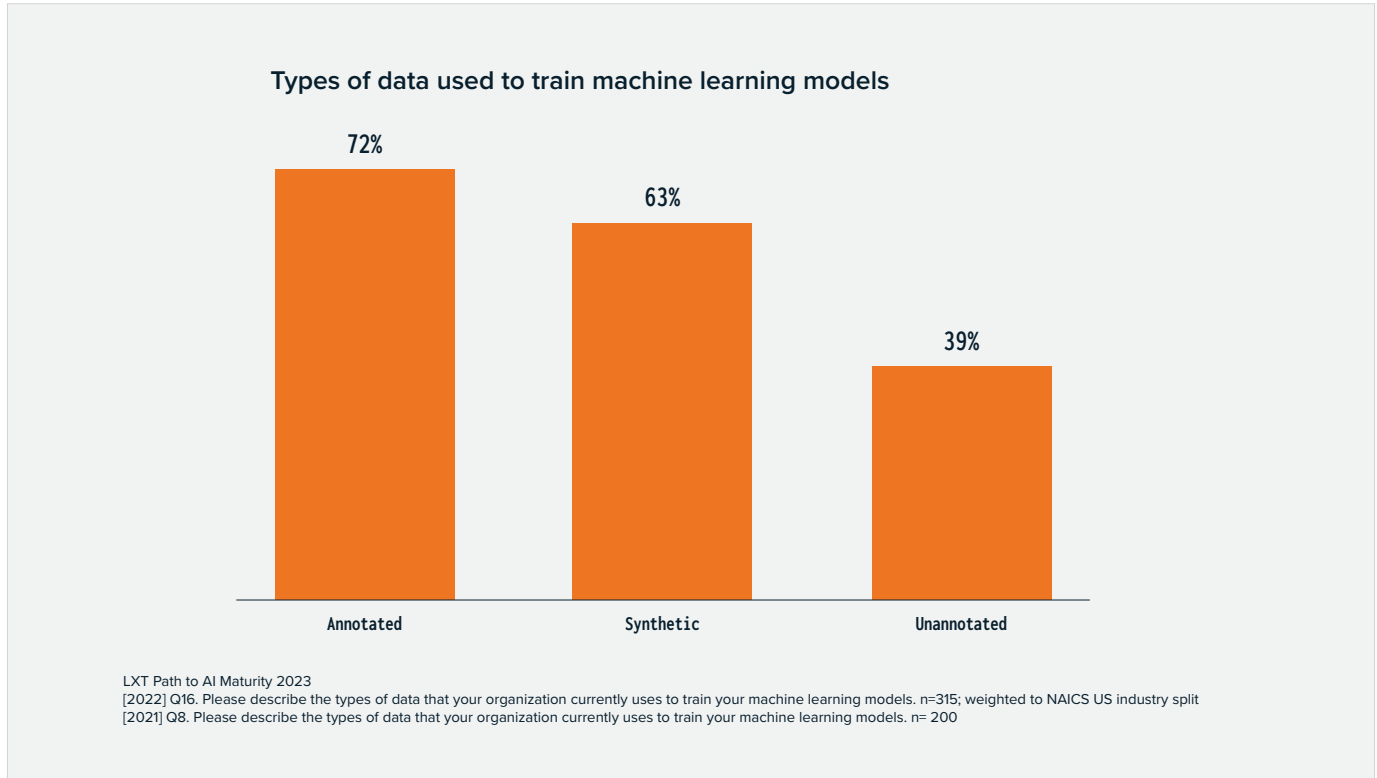 Types of data used to train machine learning models
72%
63%
39%
Annotated
Synthetic
Unannotated
LXT Path to AI Maturity 2023
[2022] Q16. Please describe the types of data that your organization currently uses to train your machine learning models. n=315; weighted to NAICS US industry split
[2021] Q8. Please describe the types of data that your organization currently uses to train your machine learning models. n= 200